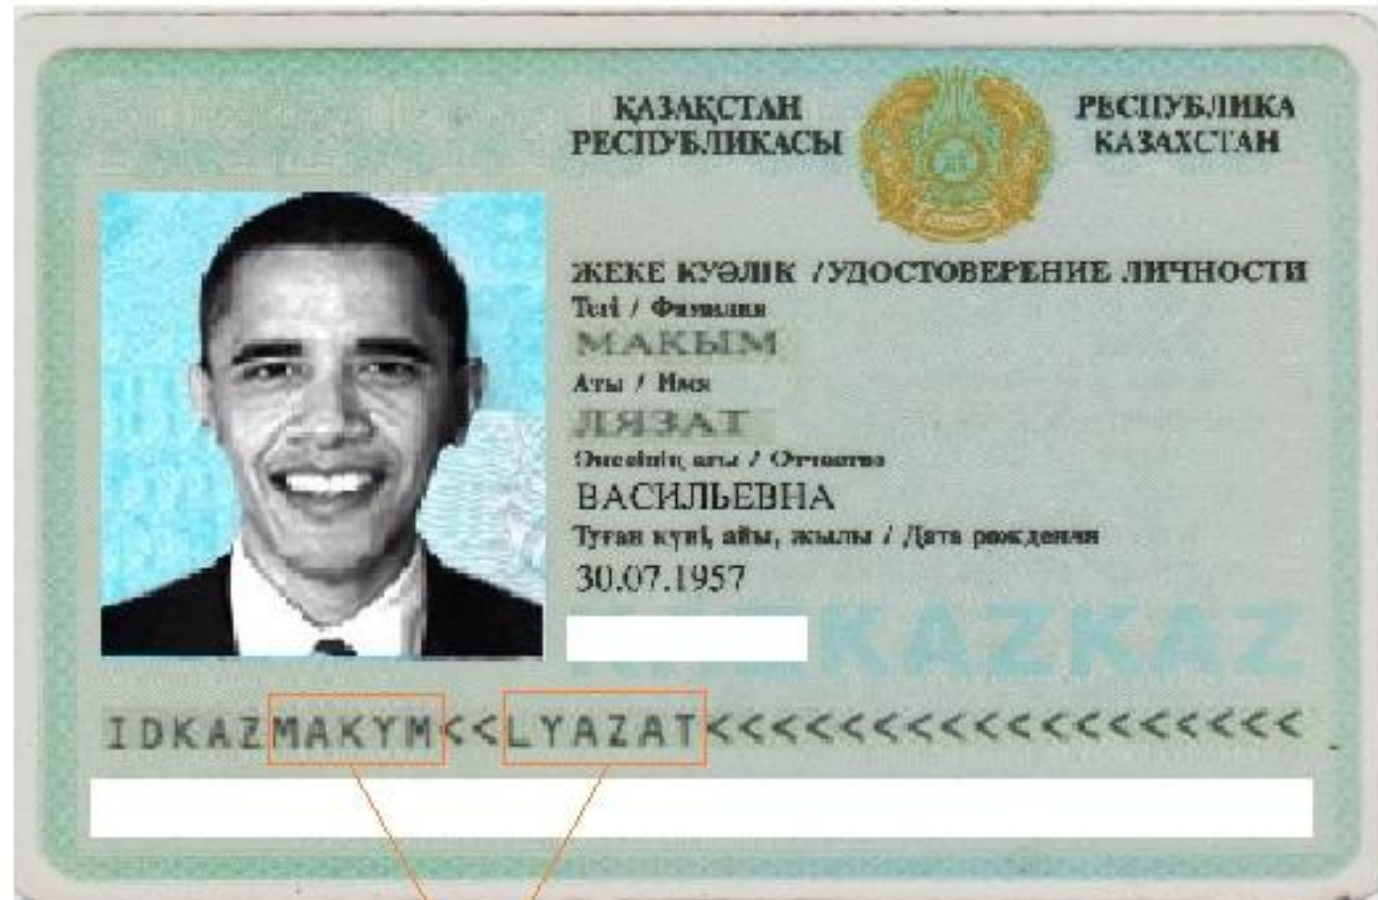 ҚАЗАҚСТАН
РЕСПУБЛИКАСЫ
РЕСПУБЛИКА
КАЗАХСТАН
ЖЕКЕ КУӘЛІК /УДОСТОВЕРЕНИЕ ЛИЧНОСТИ
Тегі / Фамилия
МАКЫМ
Аты / Имя
ЛЯЗАТ
Әкесінің аты / Отчество
ВАСИЛЬЕВНА
Туған күні, айы, жылы / Дата рождения
30.07.1957
KAZKAZ
IDKAZMAKYM<<LYAZAT<<<<<<<<<<<<<<<<<<<